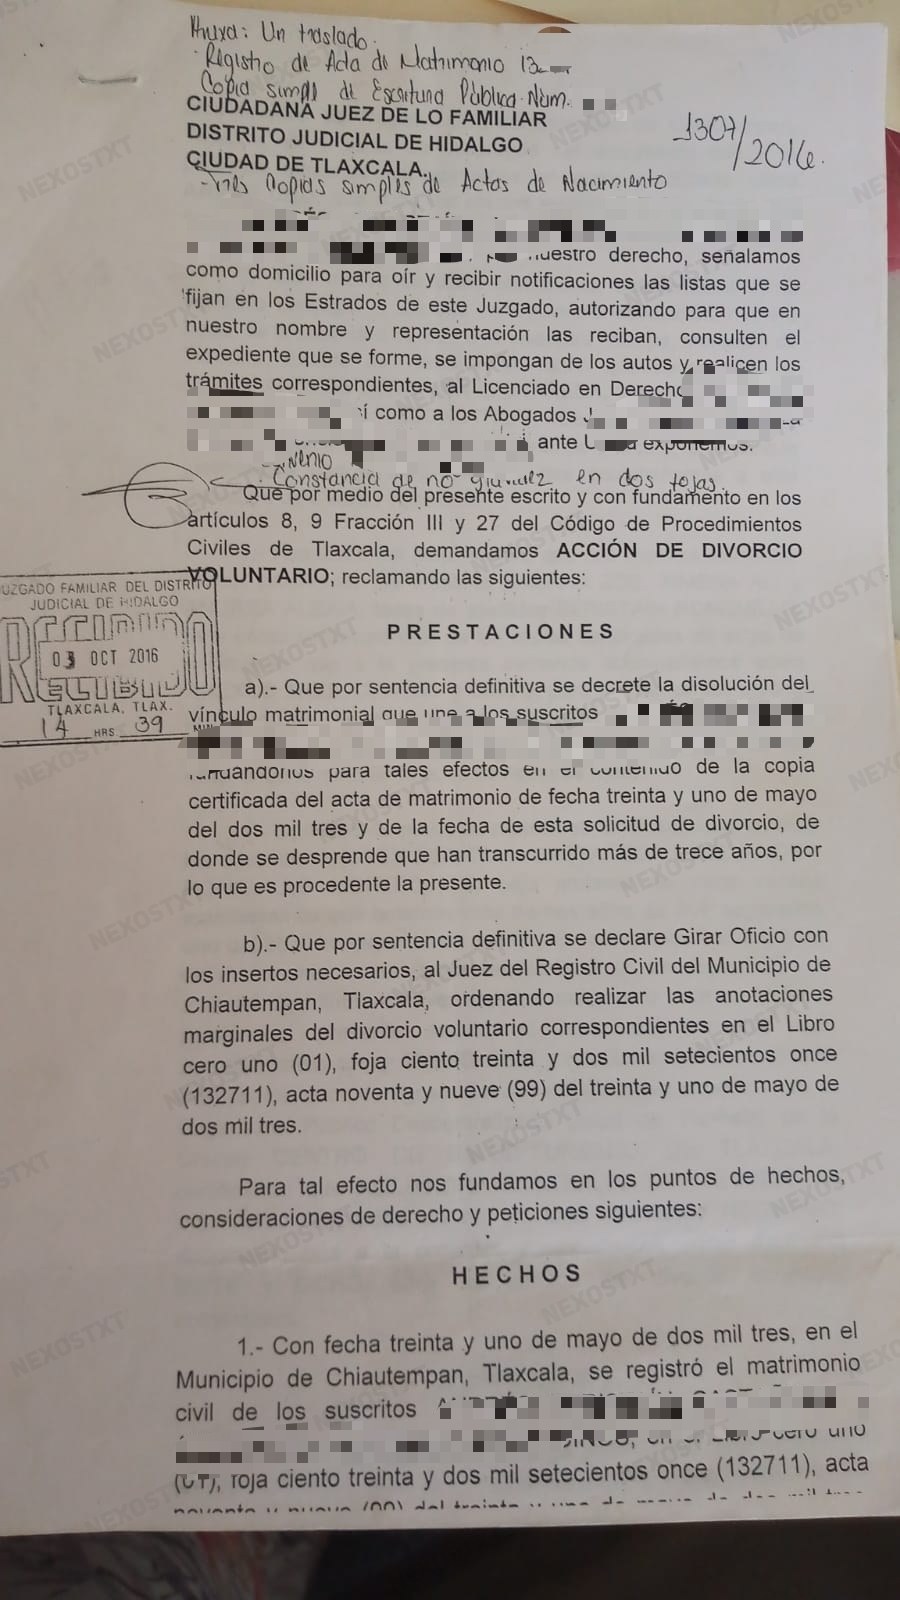 Un traslado.
Registro de Acta de Matrimonio
Copia simple de Escritura Pública Núm.
CIUDADANA JUEZ DE LO FAMILIAR
DISTRITO JUDICIAL DE HIDALGO
CIUDAD DE TLAXCALA.
1307/2016.
-Tres Copias simples de Actas de Nacimiento
nuestro derecho, señalamos
como domicilio para oír y recibir notificaciones las listas que se
fijan en los Estrados de este Juzgado, autorizando para que en
nuestro nombre y representación las reciban, consulten el
expediente que se forme, se impongan de los autos y realicen los
trámites correspondientes, al Licenciado en Derecho
como a los Abogados
ante exponemos:
Constancia de no en dos fojas.
Que por medio del presente escrito y con fundamento en los
artículos 8, 9 Fracción III y 27 del Código de Procedimientos
Civiles de Tlaxcala, demandamos ACCIÓN DE DIVORCIO
VOLUNTARIO; reclamando las siguientes:
JUZGADO FAMILIAR DEL DISTRITO
JUDICIAL DE HIDALGO
RECIBIDO
03 OCT 2016
RECIBIDO
TLAXCALA, TLAX.
14 HRS. 39
PRESTACIONES
a).- Que por sentencia definitiva se decrete la disolución del
vínculo matrimonial que une a los suscritos
fundándonos para tales efectos en el contenido de la copia
certificada del acta de matrimonio de fecha treinta y uno de mayo
del dos mil tres y de la fecha de esta solicitud de divorcio, de
donde se desprende que han transcurrido más de trece años, por
lo que es procedente la presente.
b).- Que por sentencia definitiva se declare Girar Oficio con
los insertos necesarios, al Juez del Registro Civil del Municipio de
Chiautempan, Tlaxcala, ordenando realizar las anotaciones
marginales del divorcio voluntario correspondientes en el Libro
cero uno (01), foja ciento treinta y dos mil setecientos once
(132711), acta noventa y nueve (99) del treinta y uno de mayo de
dos mil tres.
Para tal efecto nos fundamos en los puntos de hechos,
consideraciones de derecho y peticiones siguientes:
HECHOS
1.- Con fecha treinta y uno de mayo de dos mil tres, en el
Municipio de Chiautempan, Tlaxcala, se registró el matrimonio
civil de los suscritos
en el Libro cero uno
(01), foja ciento treinta y dos mil setecientos once (132711), acta
noventa y nueve (99) del treinta y uno de mayo de dos mil tres
NEXOSTXT